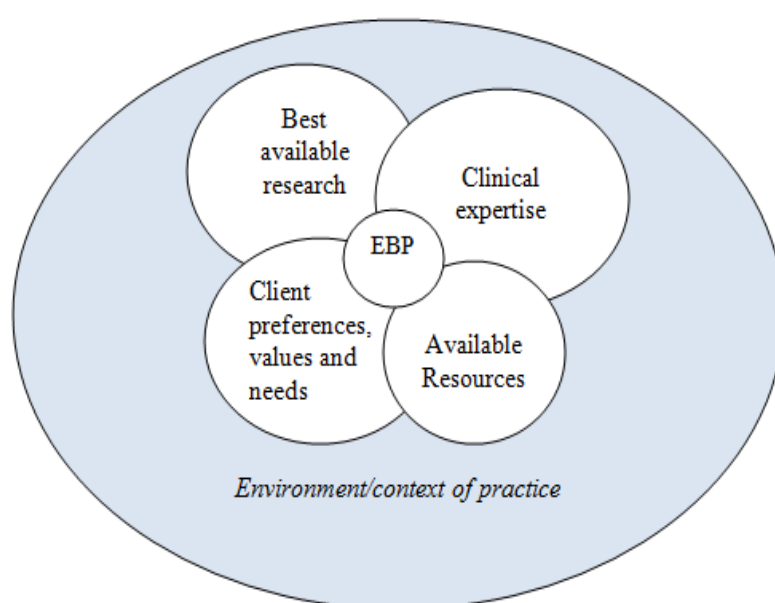 Best
available
research
Clinical
expertise
EBP
Client
preferences,
values and
needs
Available
Resources
Environment/context of practice